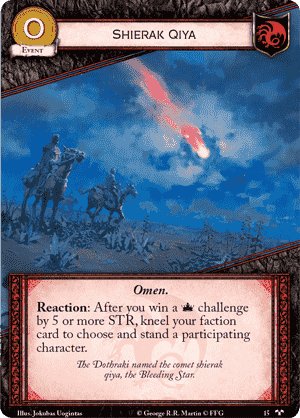 0
SHIERAK QIYA
EVENT
Omen.
Reaction: After you win a challenge
by 5 or more STR, kneel your faction
card to choose and stand a participating
character.
The Dothraki named the comet shierak
qiya, the Bleeding Star.
Illus. Jokubas Uogintas
© George R.R. Martin © FFG
15